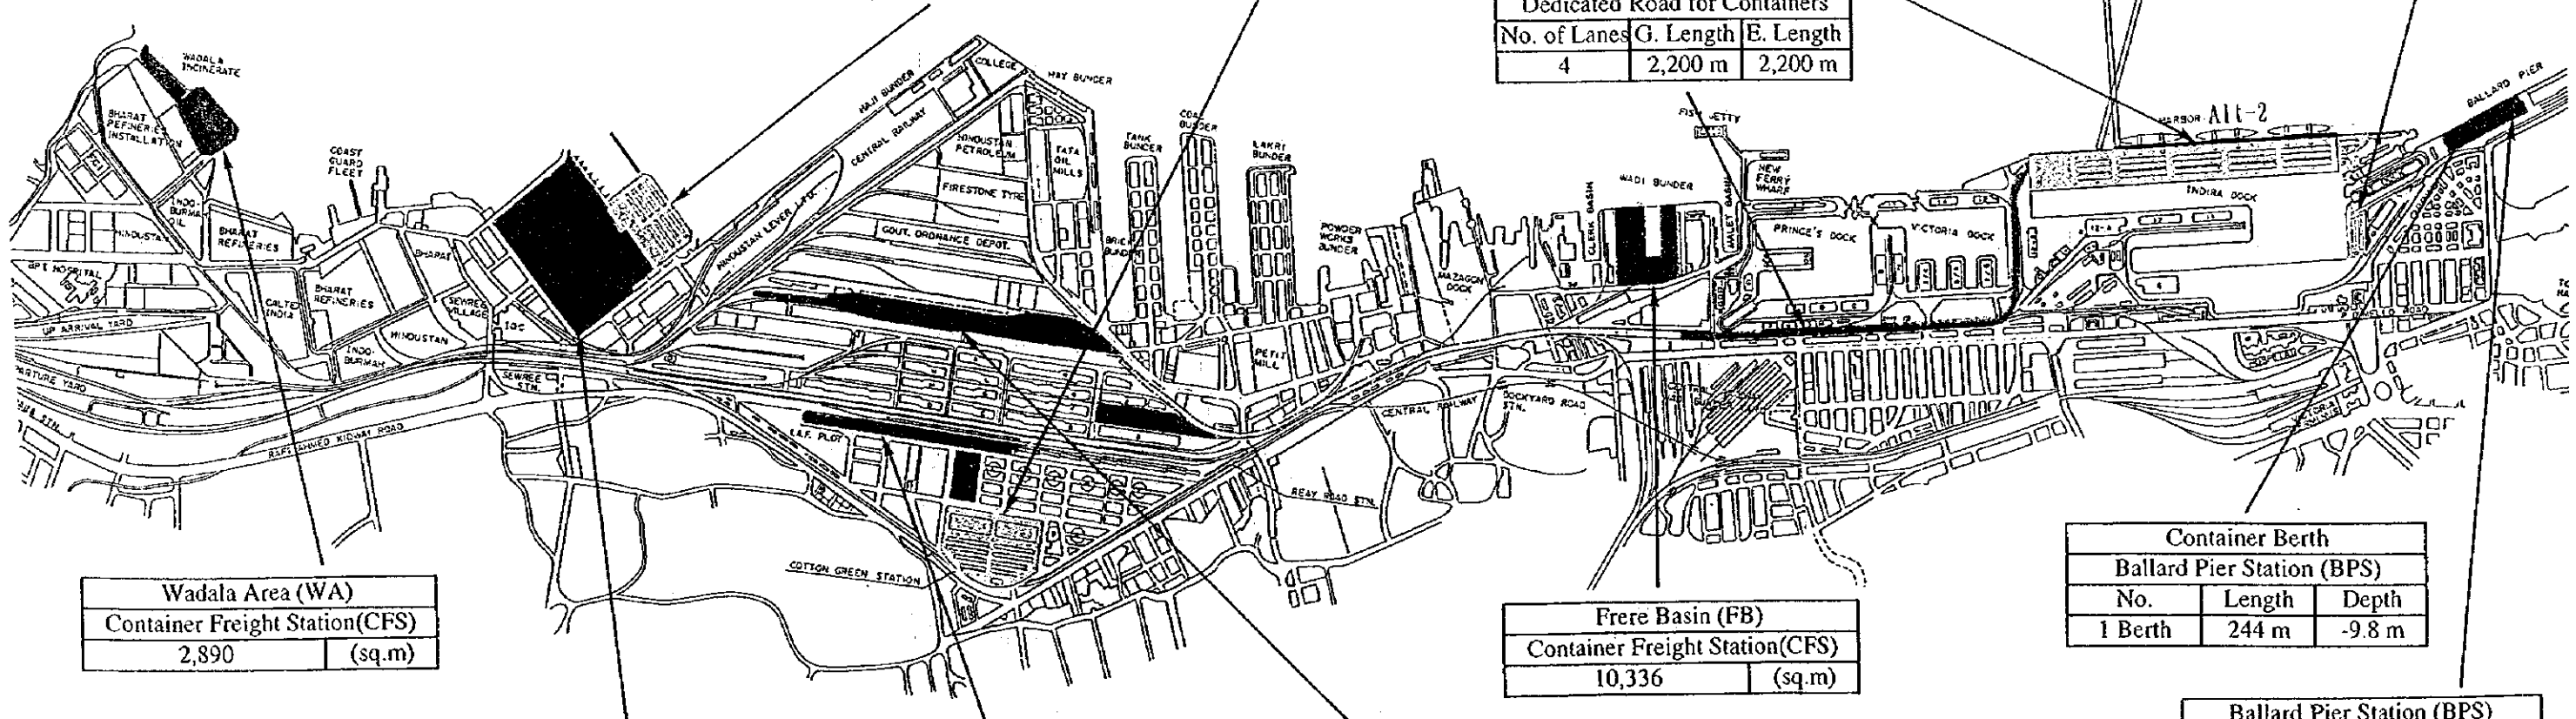 Dedicated Road for Containers
No. of Lanes G. Length E. Length
4 2,200 m 2,200 m
WADALA
INCINERATE
BHARAT
REFINERIES
INSTALLATION
COAST
GUARD
FLEET
INDO-
BURMA
OIL
HINDUSTAN
BHARAT
REFINERIES
BPT HOSPITAL
UP ARRIVAL YARD
CALTEX
INDIA
BHARAT
REFINERIES
BHARAT
SEWREE
VILLAGE
IOC
HINDUSTAN
INDO-
BURMAH
SEWREE
STN.
RAFI AHMED KIDWAI ROAD
HAJI BUNDER
CENTRAL RAILWAY
HINDUSTAN LEVER LTD.
COLLEGE
HAY BUNDER
HINDUSTAN
PETROLEUM
TATA
OIL
MILLS
FIRESTONE TYRE
GOUT. ORDNANCE DEPOT.
TANK
BUNDER
COAL
BUNDER
LAKRI
BUNDER
BRICK
BUNDER
POWDER
WORKS
BUNDER
MAZAGON
DOCK
PETIT
MILL
CLERK BASIN
WADI BUNDER
MALET BASIN
FISH JETTY
NEW
FERRY
WHARF
PRINCE'S DOCK
VICTORIA DOCK
INDIRA DOCK
HARBOR Alt-2
BALLARD PIER
CENTRAL RAILWAY
DOCKYARD ROAD
STN.
REAY ROAD STN.
COTTON GREEN STATION
VICTORIA
Wadala Area (WA)
Container Freight Station(CFS)
2,890 (sq.m)
Frere Basin (FB)
Container Freight Station(CFS)
10,336 (sq.m)
Container Berth
Ballard Pier Station (BPS)
No. Length Depth
1 Berth 244 m -9.8 m
Ballard Pier Station (BPS)